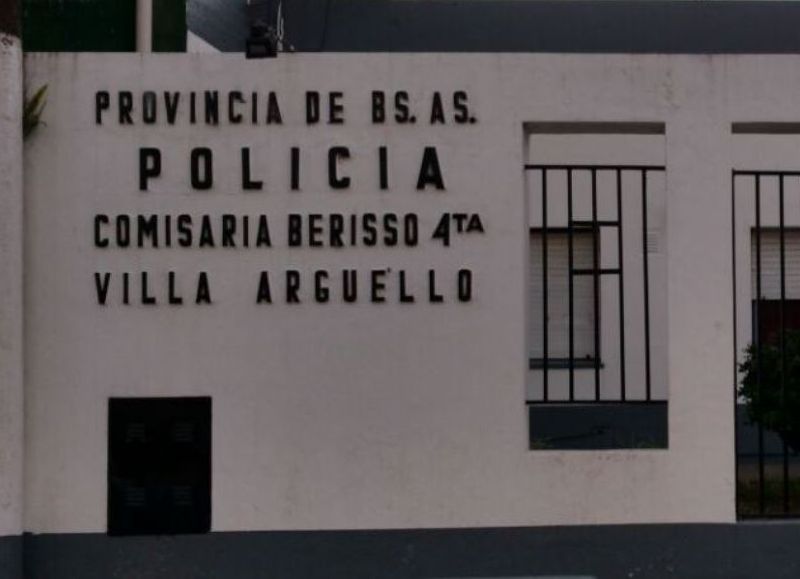 PROVINCIA DE BS. AS.
POLICIA
COMISARIA BERISSO 4TA
VILLA ARGUELLO